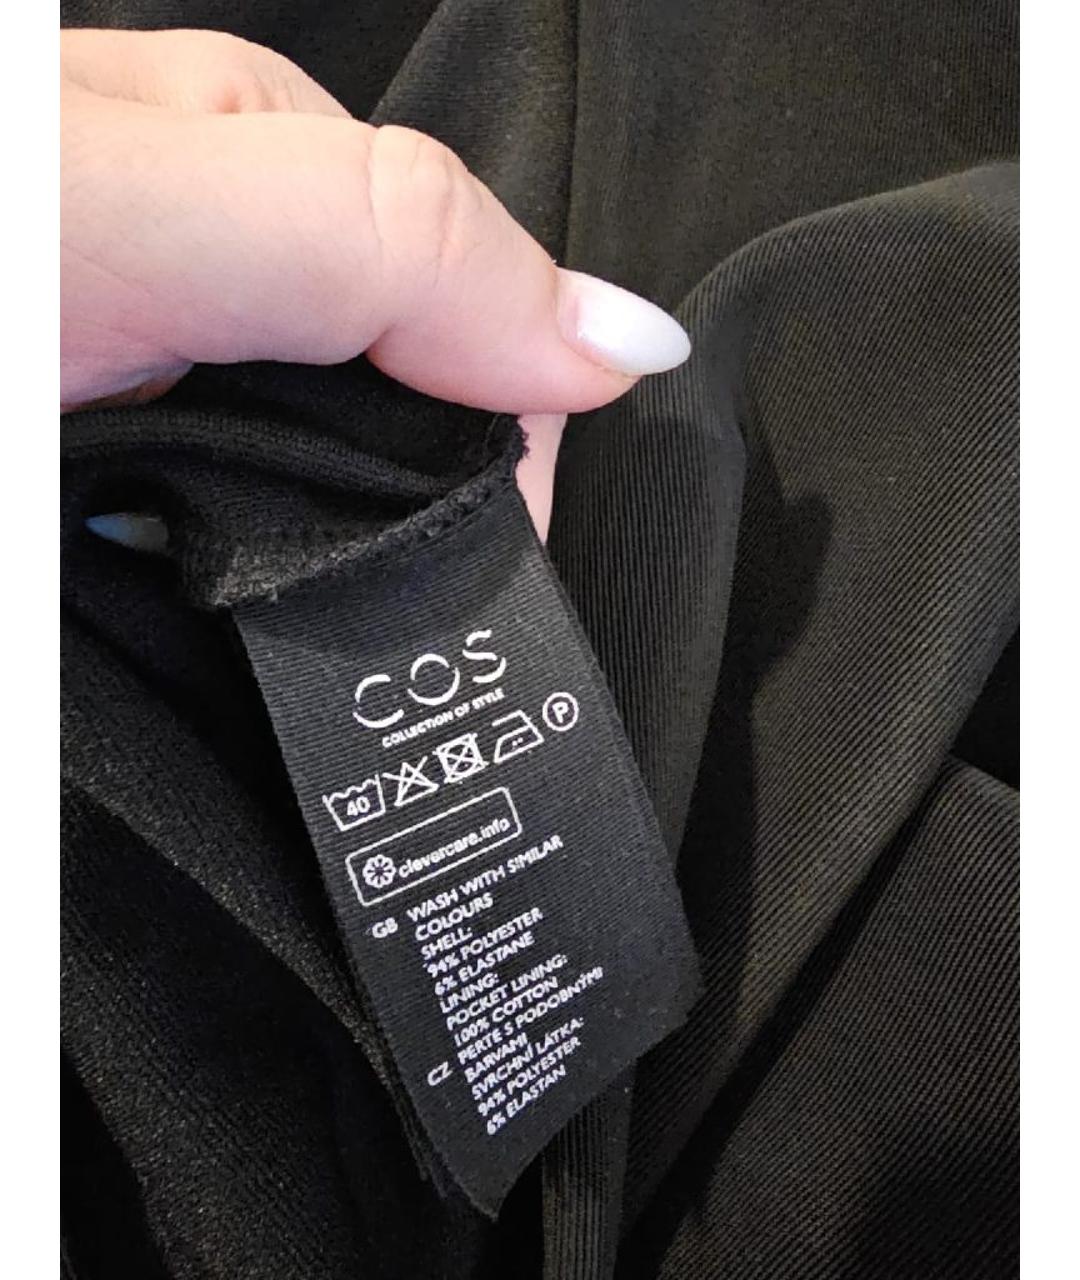 COS
COLLECTION OF STYLE
40 P
clevercare.info
GB WASH WITH SIMILAR
COLOURS
SHELL:
94% POLYESTER
6% ELASTANE
LINING:
POCKET LINING:
100% COTTON
CZ PERTE S PODOBNÝMI
BARVAMI
SVRCHNÍ LÁTKA:
94% POLYESTER
6% ELASTAN